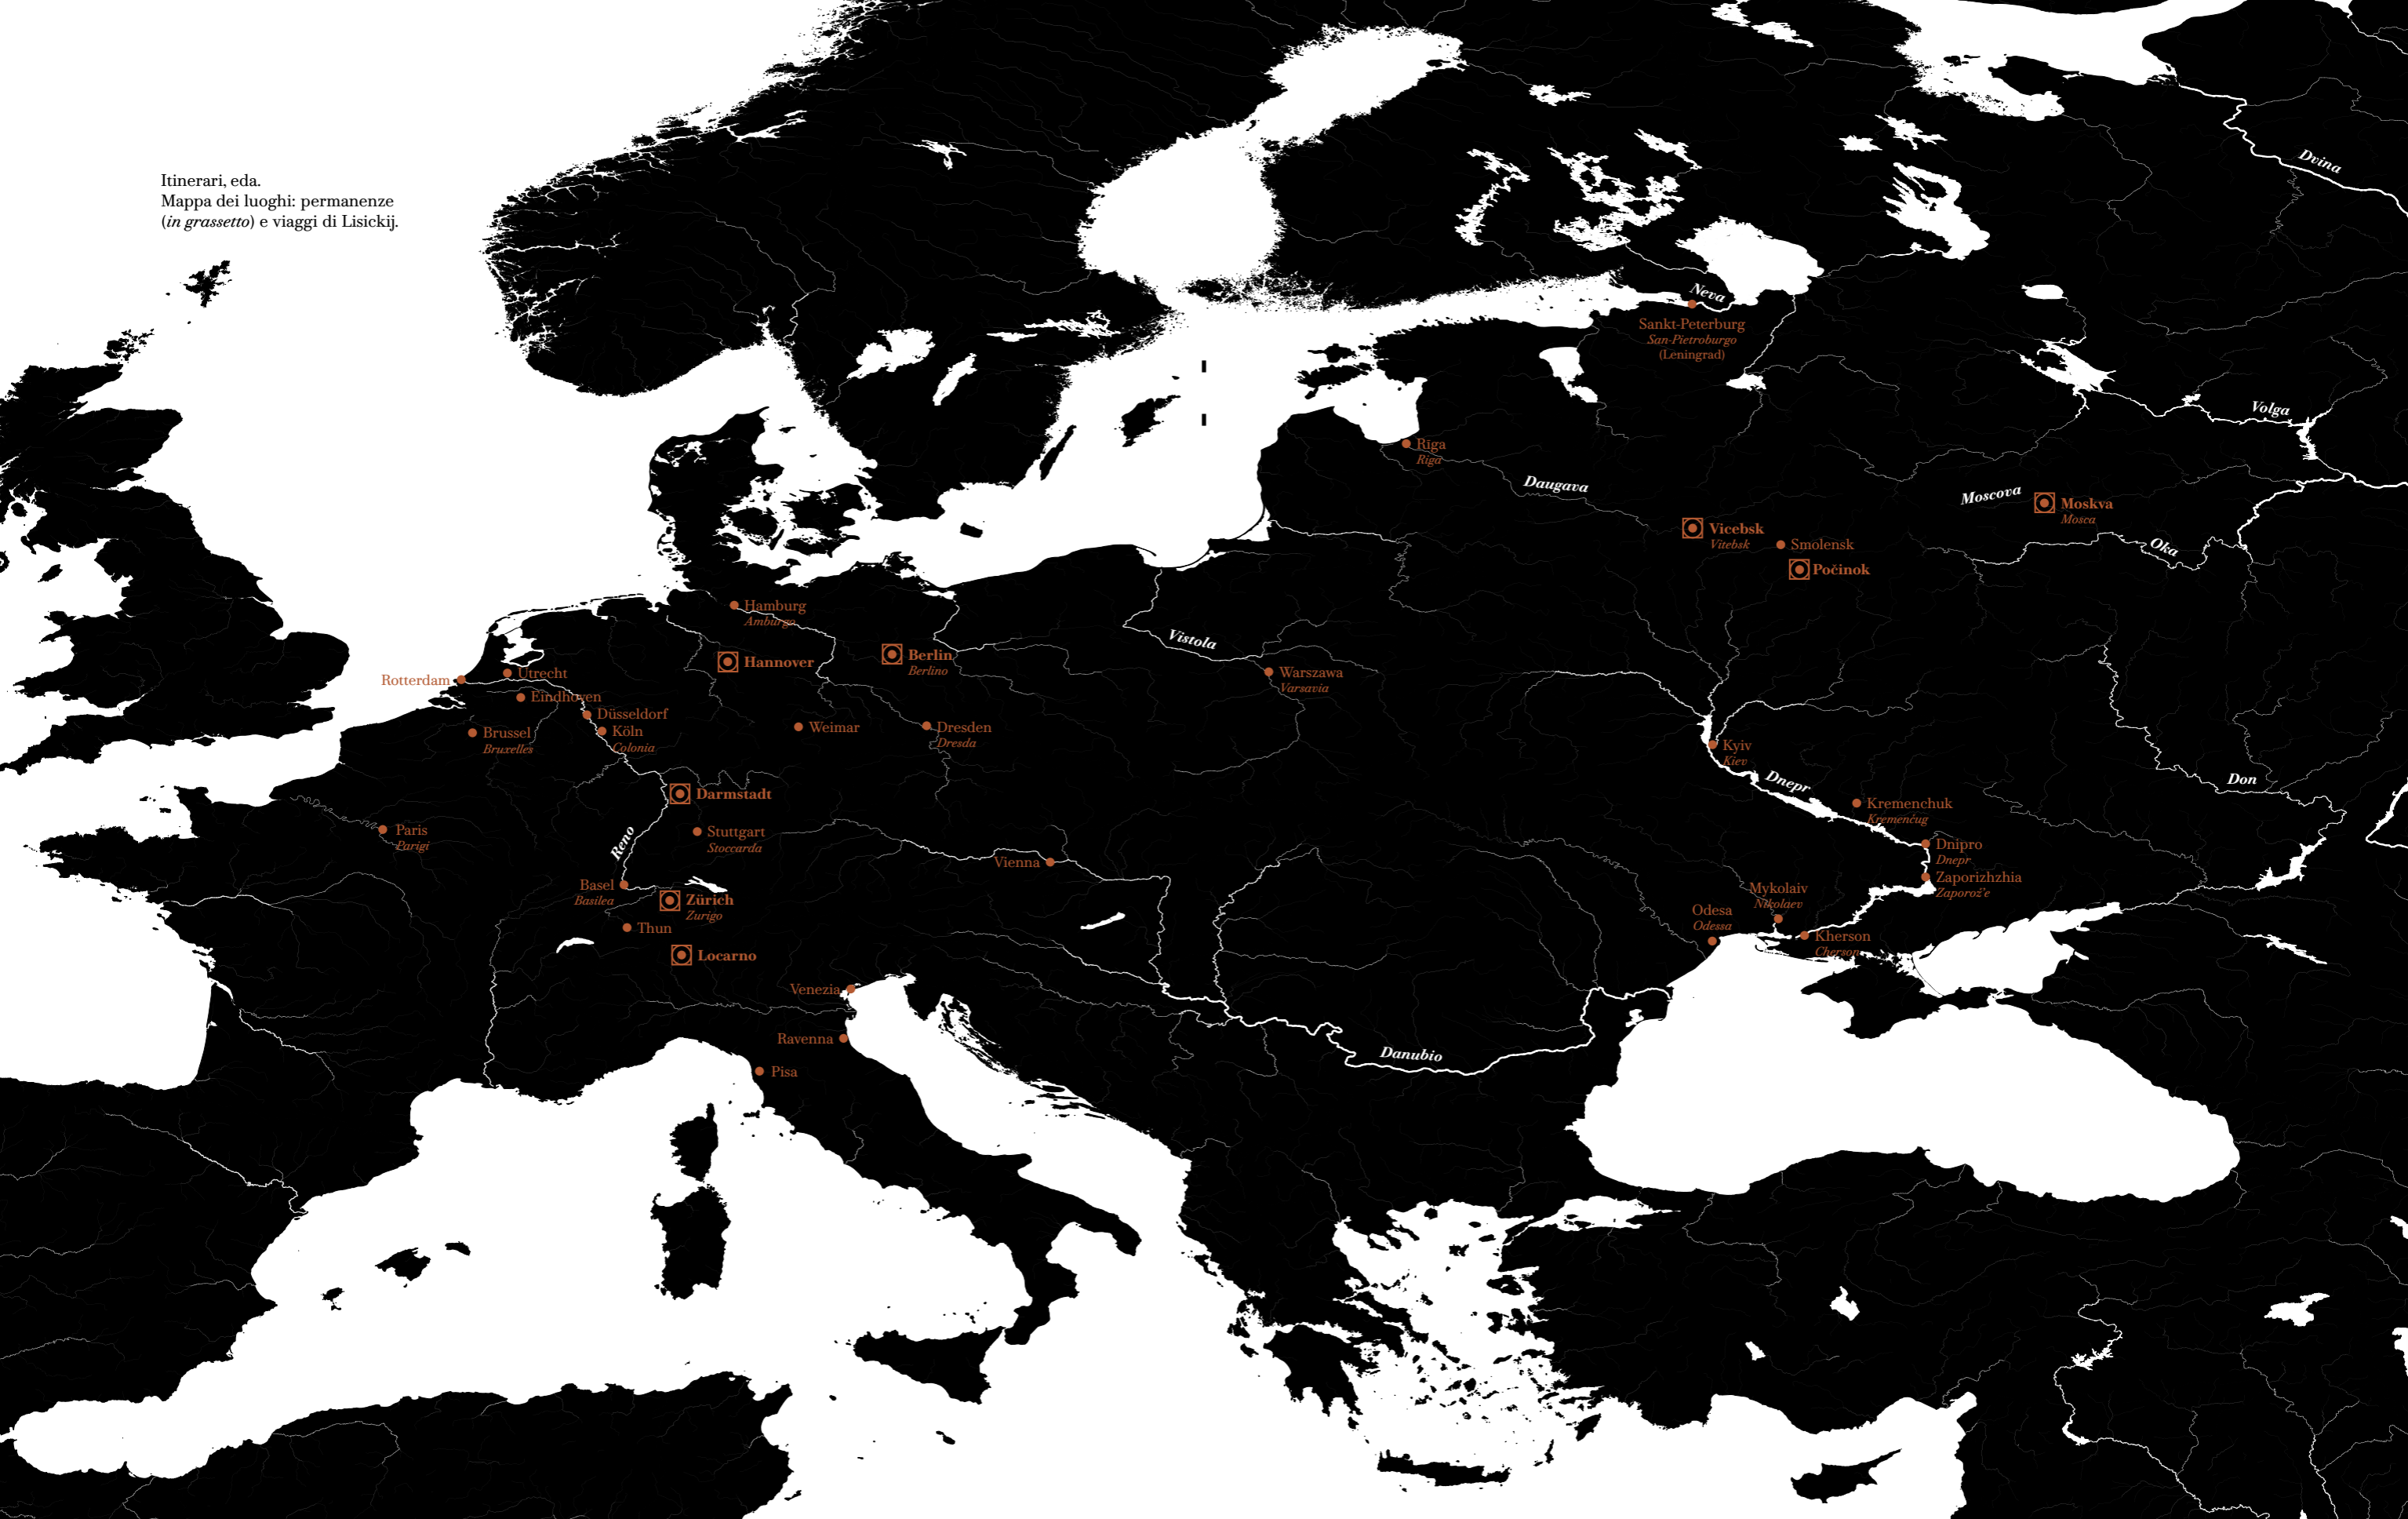 Itinerari, eda.
Mappa dei luoghi: permanenze
(in grassetto) e viaggi di Lisickij.
Dvina
Neva
Sankt-Peterburg
San-Pietroburgo
(Leningrad)
Volga
Rīga
Riga
Daugava
Moscova
Moskva
Mosca
Vicebsk
Vitebsk
Smolensk
Oka
Počinok
Hamburg
Amburgo
Vistola
Hannover
Berlin
Berlino
Warszawa
Varsavia
Utrecht
Rotterdam
Eindhoven
Düsseldorf
Köln
Colonia
Brussel
Bruxelles
Weimar
Dresden
Dresda
Kyiv
Kiev
Dnepr
Don
Darmstadt
Kremenchuk
Kremenčug
Paris
Parigi
Reno
Stuttgart
Stoccarda
Dnipro
Dnepr
Vienna
Zaporizhzhia
Zaporož'e
Basel
Basilea
Mykolaiv
Nikolaev
Zürich
Zurigo
Odesa
Odessa
Thun
Kherson
Cherson
Locarno
Venezia
Ravenna
Danubio
Pisa